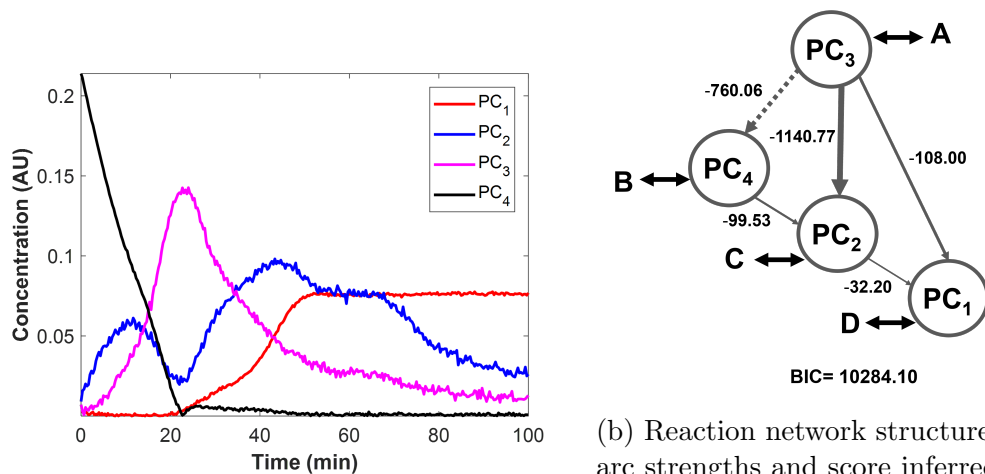 0.2
0.15
0.1
0.05
0
20
40
60
80
100
Concentration (AU)
Time (min)
PC1
PC2
PC3
PC4
PC3
A
-760.06
-1140.77
-108.00
PC4
B
-99.53
PC2
C
-32.20
PC1
D
BIC= 10284.10
(b) Reaction network structure
arc strengths and score inferred